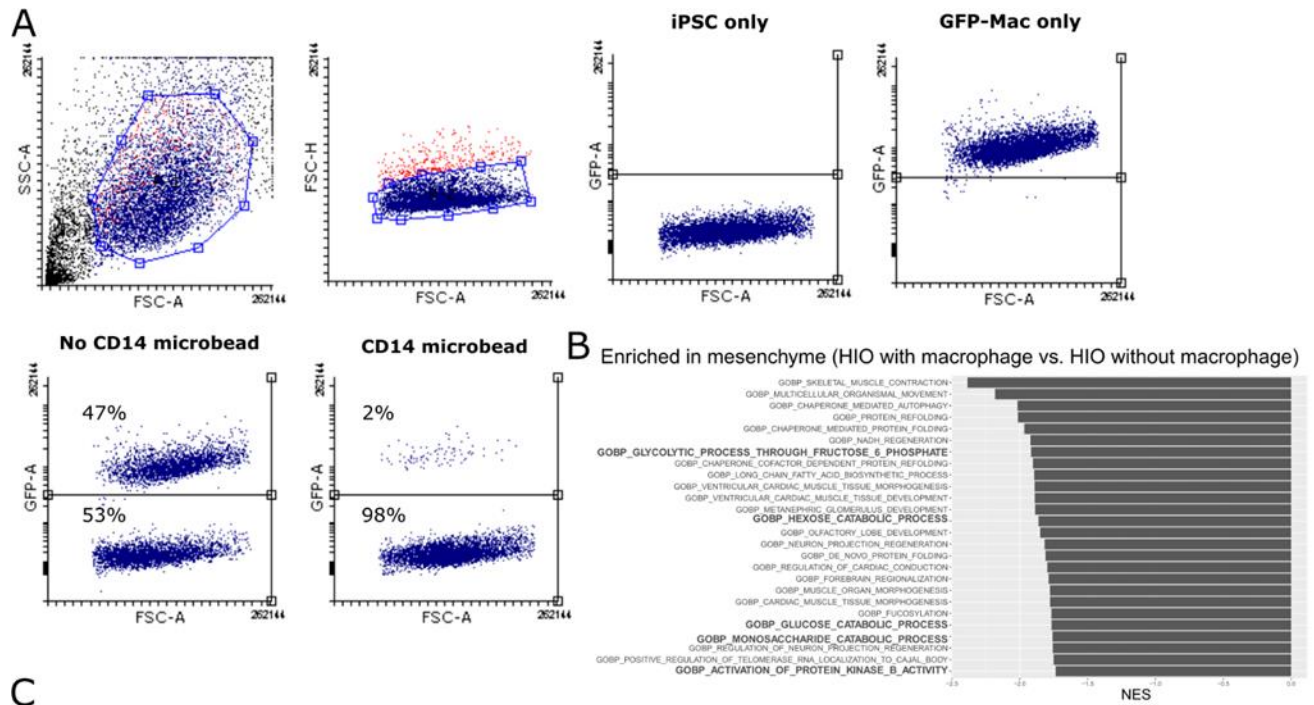 A
262144
SSC-A
FSC-A
262144
262144
FSC-H
FSC-A
262144
iPSC only
262144
GFP-A
FSC-A
262144
GFP-Mac only
262144
GFP-A
FSC-A
262144
No CD14 microbead
262144
47%
GFP-A
53%
FSC-A
262144
CD14 microbead
262144
2%
GFP-A
98%
FSC-A
262144
B
Enriched in mesenchyme (HIO with macrophage vs. HIO without macrophage)
GOBP_SKELETAL_MUSCLE_CONTRACTION
GOBP_MULTICELLULAR_ORGANISMAL_MOVEMENT
GOBP_CHAPERONE_MEDIATED_AUTOPHAGY
GOBP_PROTEIN_REFOLDING
GOBP_CHAPERONE_MEDIATED_PROTEIN_FOLDING
GOBP_NADH_REGENERATION
GOBP_GLYCOLYTIC_PROCESS_THROUGH_FRUCTOSE_6_PHOSPHATE
GOBP_CHAPERONE_COFACTOR_DEPENDENT_PROTEIN_REFOLDING
GOBP_LONG_CHAIN_FATTY_ACID_BIOSYNTHETIC_PROCESS
GOBP_VENTRICULAR_CARDIAC_MUSCLE_TISSUE_MORPHOGENESIS
GOBP_VENTRICULAR_CARDIAC_MUSCLE_TISSUE_DEVELOPMENT
GOBP_METANEPHRIC_GLOMERULUS_DEVELOPMENT
GOBP_HEXOSE_CATABOLIC_PROCESS
GOBP_OLFACTORY_LOBE_DEVELOPMENT
GOBP_NEURON_PROJECTION_REGENERATION
GOBP_DE_NOVO_PROTEIN_FOLDING
GOBP_REGULATION_OF_CARDIAC_CONDUCTION
GOBP_FOREBRAIN_REGIONALIZATION
GOBP_MUSCLE_ORGAN_MORPHOGENESIS
GOBP_CARDIAC_MUSCLE_TISSUE_MORPHOGENESIS
GOBP_FUCOSYLATION
GOBP_GLUCOSE_CATABOLIC_PROCESS
GOBP_MONOSACCHARIDE_CATABOLIC_PROCESS
GOBP_REGULATION_OF_NEURON_PROJECTION_REGENERATION
GOBP_POSITIVE_REGULATION_OF_TELOMERASE_RNA_LOCALIZATION_TO_CAJAL_BODY
GOBP_ACTIVATION_OF_PROTEIN_KINASE_B_ACTIVITY
-2.5 -2.0 -1.5 -1.0 -0.5 0.0
NES
C